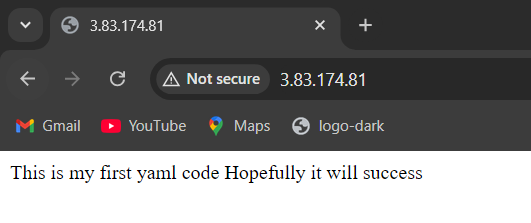 3.83.174.81
Not secure 3.83.174.81
Gmail YouTube Maps logo-dark
This is my first yaml code Hopefully it will success